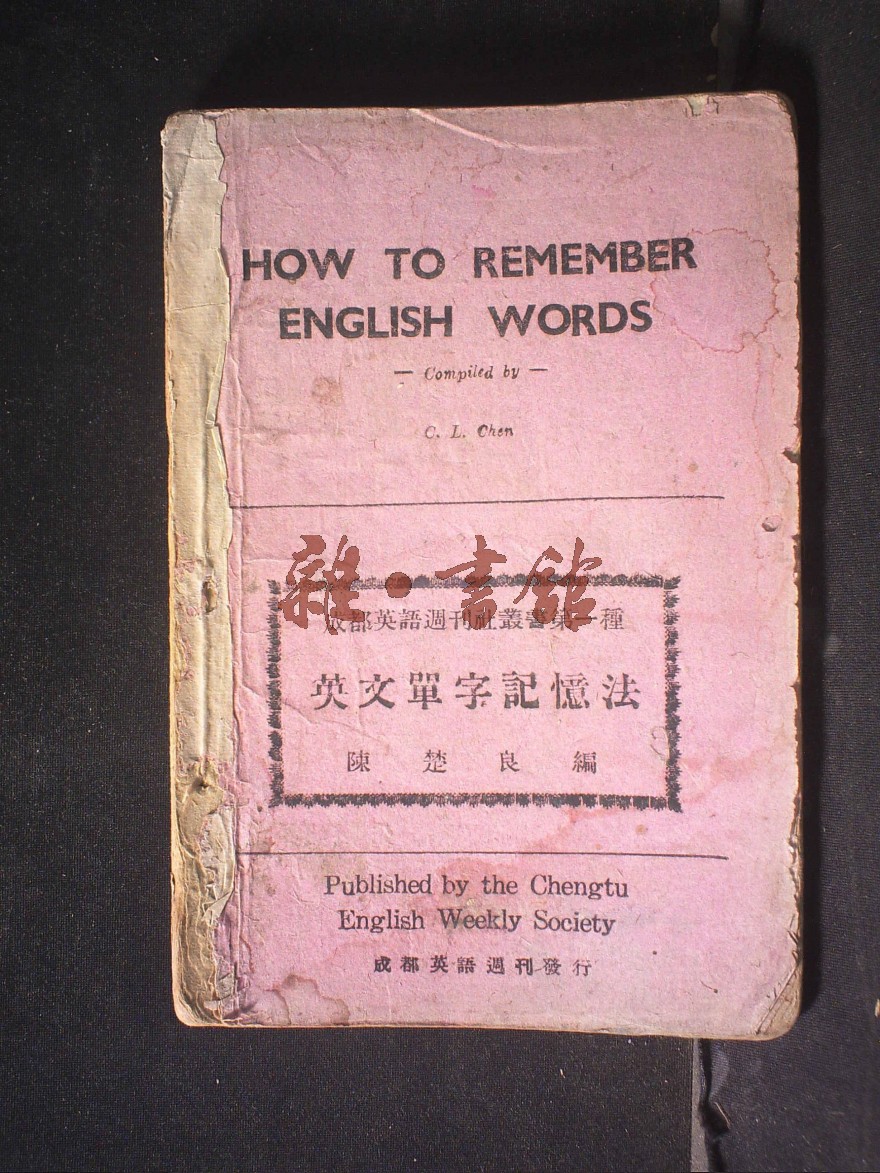 HOW TO REMEMBER
ENGLISH WORDS
— Compiled by —
C. L. Chen
雜·書館
成都英語週刊社叢書第一種
英文單字記憶法
陳楚良編
Published by the Chengtu
English Weekly Society
成都英語週刊發行